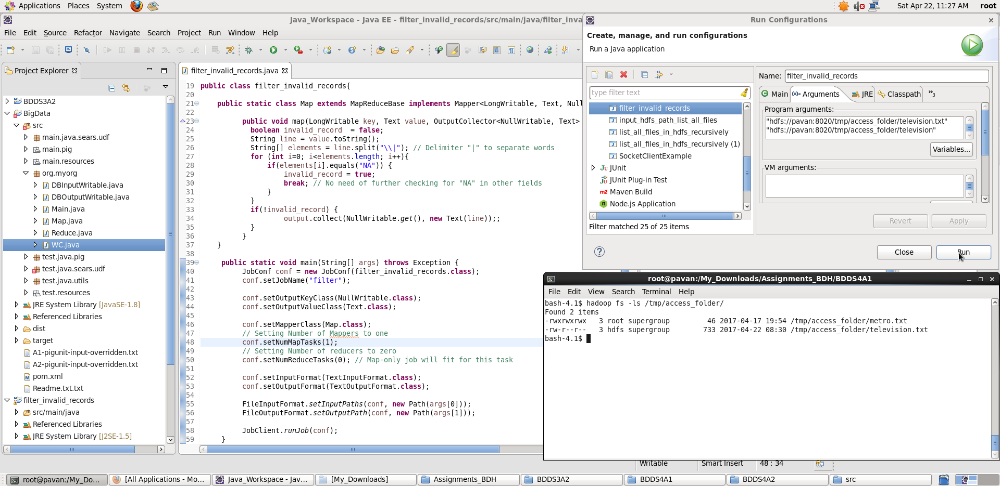 Applications Places System
Sat Apr 22, 11:27 AM root
Java_Workspace - Java EE - filter_invalid_records/src/main/java/filter_inva
File Edit Source Refactor Navigate Search Project Run Window Help
Project Explorer
BDDS3A2
BigData
src
main.java.sears.udf
main.pig
main.resources
org.myorg
DBInputWritable.java
DBOutputWritable.java
Main.java
Map.java
Reduce.java
WC.java
test.java.pig
test.java.sears.udf
test.java.utils
test.resources
JRE System Library [JavaSE-1.8]
Referenced Libraries
dist
target
A1-pigunit-input-overridden.txt
A2-pigunit-input-overridden.txt
pom.xml
Readme.txt.txt
filter_invalid_records
src/main/java
Referenced Libraries
JRE System Library [J2SE-1.5]
filter_invalid_records.java
19 public class filter_invalid_records{
20
21 public static class Map extends MapReduceBase implements Mapper<LongWritable, Text, Null
22
23 public void map(LongWritable key, Text value, OutputCollector<NullWritable, Text>
24 boolean invalid_record  = false;
25 String line = value.toString();
26 String[] elements = line.split("\\|"); // Delimiter "|" to separate words
27 for (int i=0; i<elements.length; i++){
28 if(elements[i].equals("NA")) {
29 invalid_record = true;
30 break; // No need of further checking for "NA" in other fields
31 }
32 }
33 if(!invalid_record) {
34 output.collect(NullWritable.get(), new Text(line));;
35 }
36 }
37 }
38
39 public static void main(String[] args) throws Exception {
40 JobConf conf = new JobConf(filter_invalid_records.class);
41 conf.setJobName("filter");
42
43 conf.setOutputKeyClass(NullWritable.class);
44 conf.setOutputValueClass(Text.class);
45
46 conf.setMapperClass(Map.class);
47 // Setting Number of Mappers to one
48 conf.setNumMapTasks(1);
49 // Setting Number of reducers to zero
50 conf.setNumReduceTasks(0); // Map-only job will fit for this task
51
52 conf.setInputFormat(TextInputFormat.class);
53 conf.setOutputFormat(TextOutputFormat.class);
54
55 FileInputFormat.setInputPaths(conf, new Path(args[0]));
56 FileOutputFormat.setOutputPath(conf, new Path(args[1]));
57
58 JobClient.runJob(conf);
59 }
Run Configurations
Create, manage, and run configurations
Run a Java application
type filter text
filter_invalid_records
input_hdfs_path_list_all_files
list_all_files_in_hdfs_recursively
list_all_files_in_hdfs_recursively (1)
SocketClientExample
JUnit
JUnit Plug-in Test
m2 Maven Build
Node.js Application
Filter matched 25 of 25 items
Name: filter_invalid_records
Main (x)= Arguments JRE Classpath »3
Program arguments:
"hdfs://pavan:8020/tmp/access_folder/television.txt"
"hdfs://pavan:8020/tmp/access_folder/television"
Variables...
VM arguments:
Revert Apply
Close Run
root@pavan:/My_Downloads/Assignments_BDH/BDDS4A1
File Edit View Search Terminal Help
bash-4.1$ hadoop fs -ls /tmp/access_folder/
Found 2 items
-rwxrwxrwx   3 root supergroup         46 2017-04-17 19:54 /tmp/access_folder/metro.txt
-rw-r--r--   3 hdfs supergroup        733 2017-04-22 08:30 /tmp/access_folder/television.txt
bash-4.1$
Writable Smart Insert 48 : 34
root@pavan:/My_Do... [All Applications - Mo... Java_Workspace - Jav... [My_Downloads] Assignments_BDH BDDS3A2 BDDS4A1 BDDS4A2 src